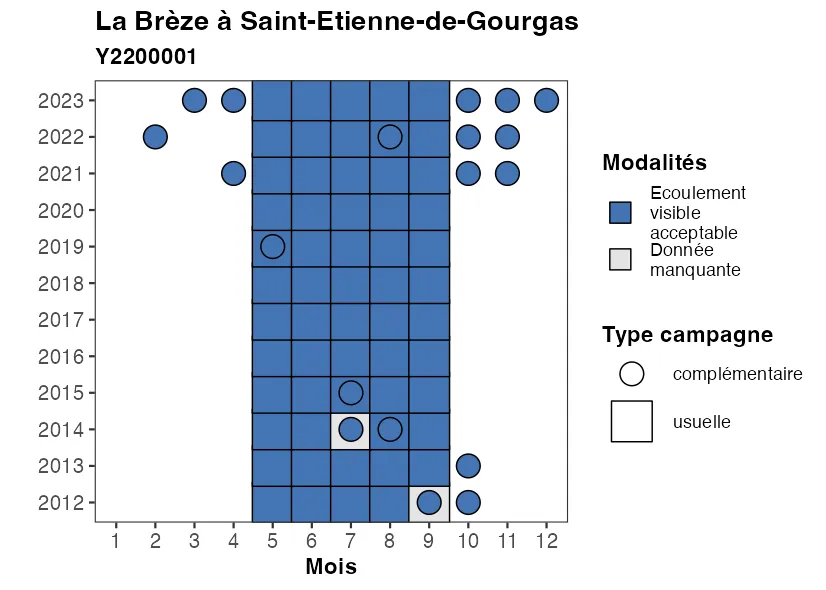 La Brèze à Saint-Etienne-de-Gourgas
Y2200001
2023
2022
2021
2020
2019
2018
2017
2016
2015
2014
2013
2012
1 2 3 4 5 6 7 8 9 10 11 12
Mois
Modalités
Ecoulement
visible
acceptable
Donnée
manquante
Type campagne
complémentaire
usuelle